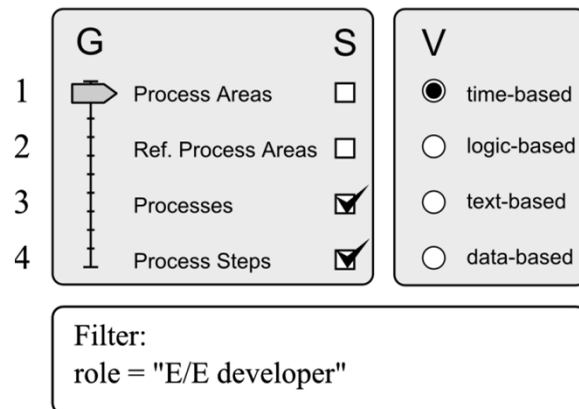 G S V
1 Process Areas time-based
2 Ref. Process Areas logic-based
3 Processes text-based
4 Process Steps data-based
Filter:
role = "E/E developer"